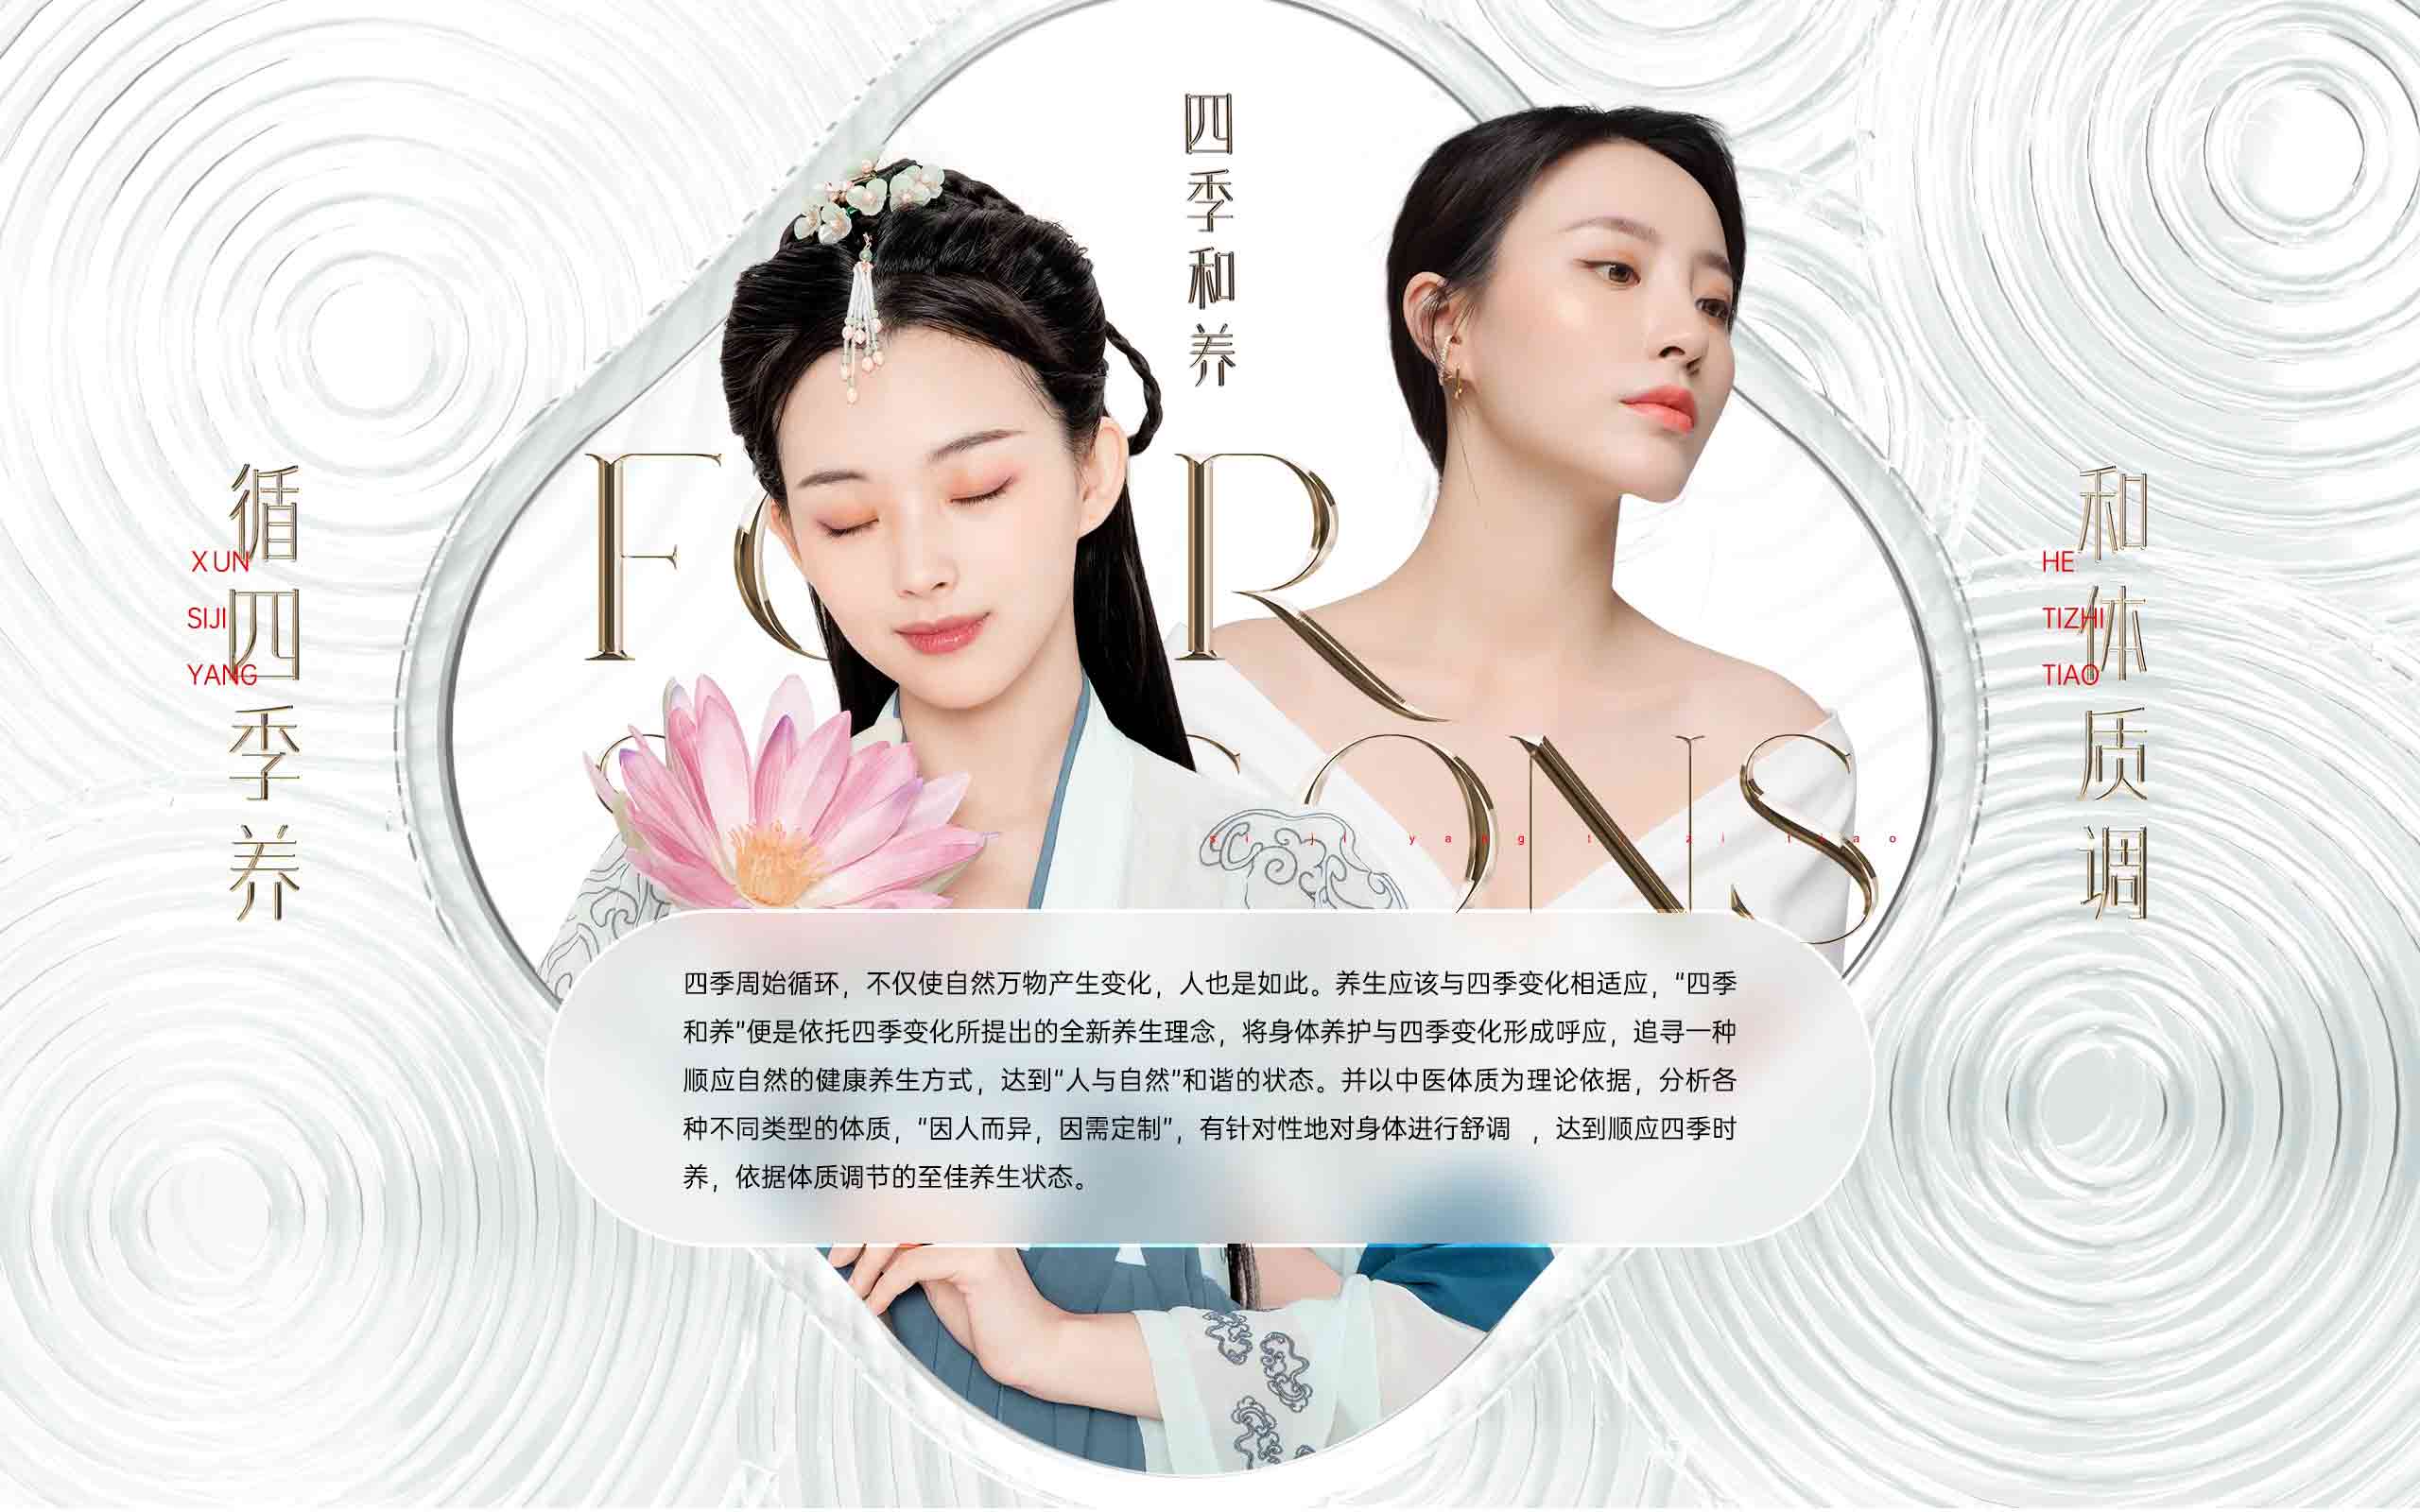 四季和养
FOUR
SEASONS
循四季养
XUN
SIJI
YANG
和体质调
HE
TIZHI
TIAO
四季周始循环，不仅使自然万物产生变化，人也是如此。养生应该与四季变化相适应，“四季
和养”便是依托四季变化所提出的全新养生理念，将身体养护与四季变化形成呼应，追寻一种
顺应自然的健康养生方式，达到“人与自然”和谐的状态。并以中医体质为理论依据，分析各
种不同类型的体质，“因人而异，因需定制”，有针对性地对身体进行舒调 ，达到顺应四季时
养，依据体质调节的至佳养生状态。